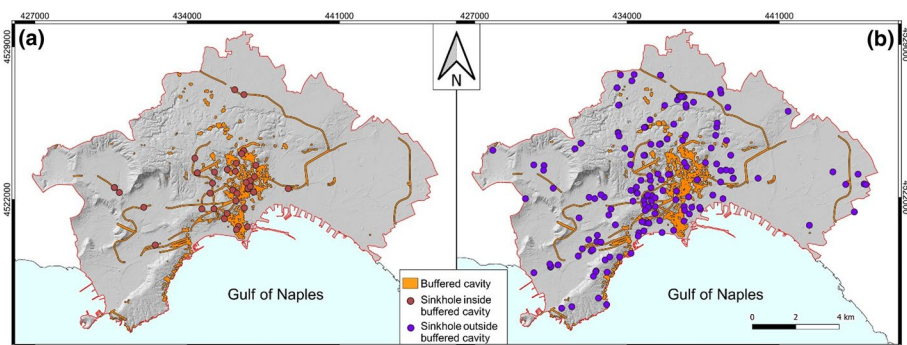 427000 434000 441000 427000 434000 441000
(a) (b)
4529000 4529000
N
4522000 4522000
Buffered cavity
Sinkhole inside
buffered cavity
Sinkhole outside
buffered cavity
Gulf of Naples Gulf of Naples
0 2 4 km